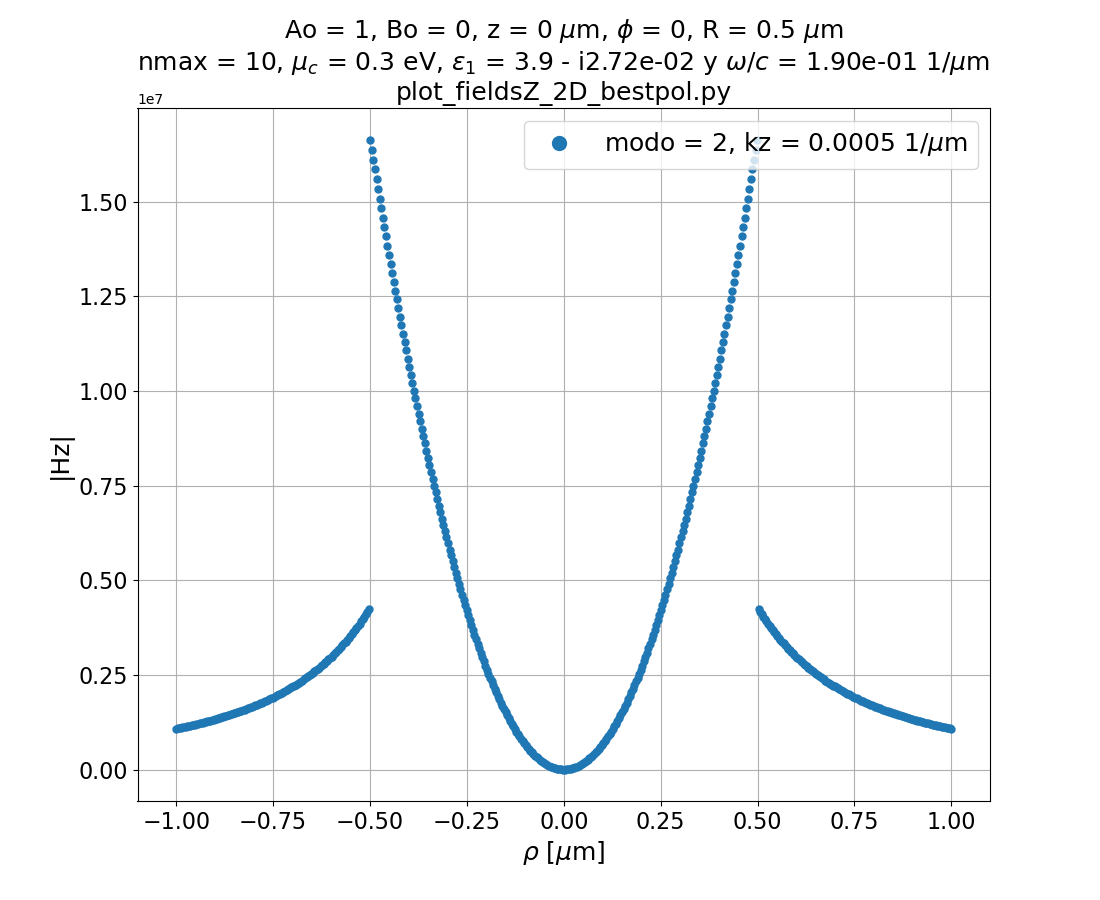 Ao = 1, Bo = 0, z = 0 μm, ϕ = 0, R = 0.5 μm
nmax = 10, μc = 0.3 eV, ε1 = 3.9 - i2.72e-02 y ω/c = 1.90e-01 1/μm
plot_fieldsZ_2D_bestpol.py
1e7
modo = 2, kz = 0.0005 1/μm
1.50
1.25
1.00
0.75
0.50
0.25
0.00
|Hz|
−1.00 −0.75 −0.50 −0.25 0.00 0.25 0.50 0.75 1.00
ρ [μm]